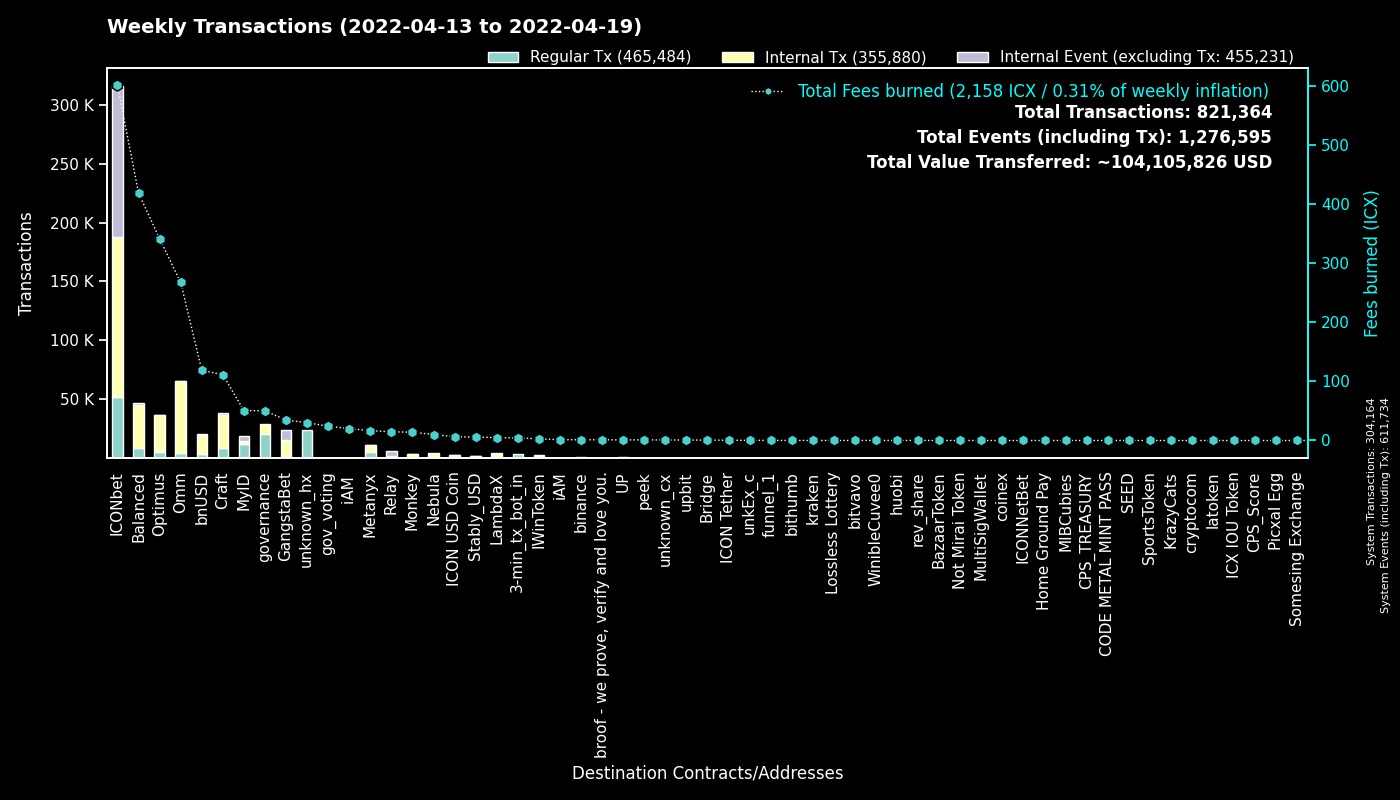 Weekly Transactions (2022-04-13 to 2022-04-19)
Regular Tx (465,484)
Internal Tx (355,880)
Internal Event (excluding Tx: 455,231)
Total Fees burned (2,158 ICX / 0.31% of weekly inflation)
Total Transactions: 821,364
Total Events (including Tx): 1,276,595
Total Value Transferred: ~104,105,826 USD
Transactions
300 K
250 K
200 K
150 K
100 K
50 K
600
500
400
300
200
100
0
Fees burned (ICX)
System Transactions: 304,164
System Events (including Tx): 611,734
ICONbet
Balanced
Optimus
Omm
bnUSD
Craft
MyID
governance
GangstaBet
unknown_hx
gov_voting
iAM
Metanyx
Relay
Monkey
Nebula
ICON USD Coin
Stably_USD
LambdaX
3-min_tx_bot_in
IWinToken
iAM
binance
broof - we prove, verify and love you.
UP
peek
unknown_cx
upbit
Bridge
ICON Tether
unkEx_c
funnel_1
bithumb
kraken
Lossless Lottery
bitvavo
WinibleCuvee0
huobi
rev_share
BazaarToken
Not Mirai Token
MultiSigWallet
coinex
ICONNetBet
Home Ground Pay
MIBCubies
CPS_TREASURY
CODE METAL MINT PASS
SEED
SportsToken
KrazyCats
cryptocom
latoken
ICX IOU Token
CPS_Score
Picxal Egg
Somesing Exchange
Destination Contracts/Addresses